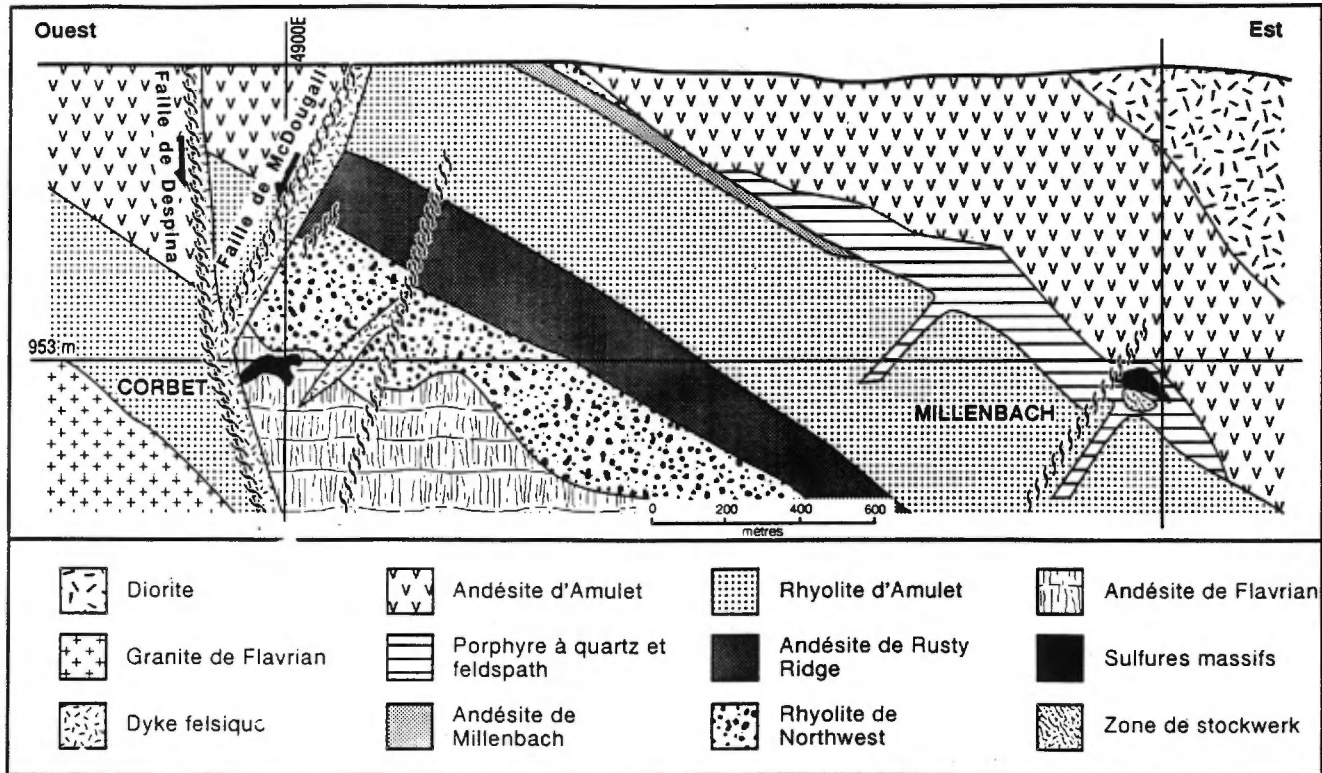 Ouest
Est
4900E
Faille de Despina
Faille de McDougall
953 m
CORBET
MILLENBACH
0 200 400 600
mètres
Diorite
Andésite d'Amulet
Rhyolite d'Amulet
Andésite de Flavrian
Granite de Flavrian
Porphyre à quartz et
feldspath
Andésite de Rusty
Ridge
Sulfures massifs
Dyke felsique
Andésite de
Millenbach
Rhyolite de
Northwest
Zone de stockwerk